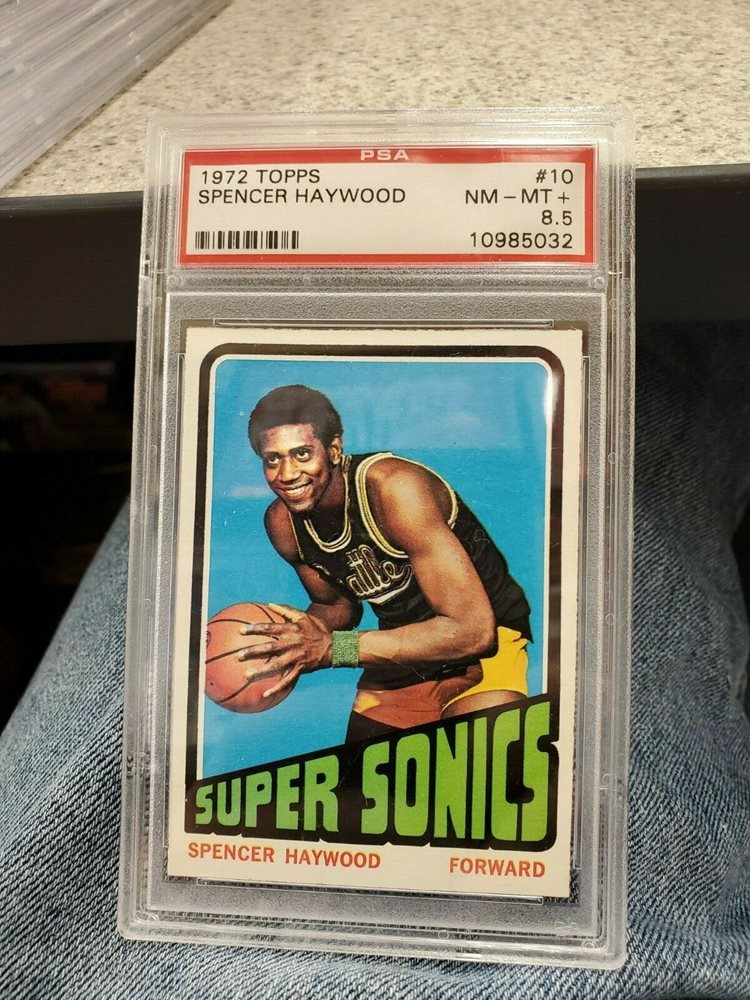 PSA
1972 TOPPS #10
SPENCER HAYWOOD NM-MT+
8.5
10985032
SUPER SONICS
SPENCER HAYWOOD FORWARD